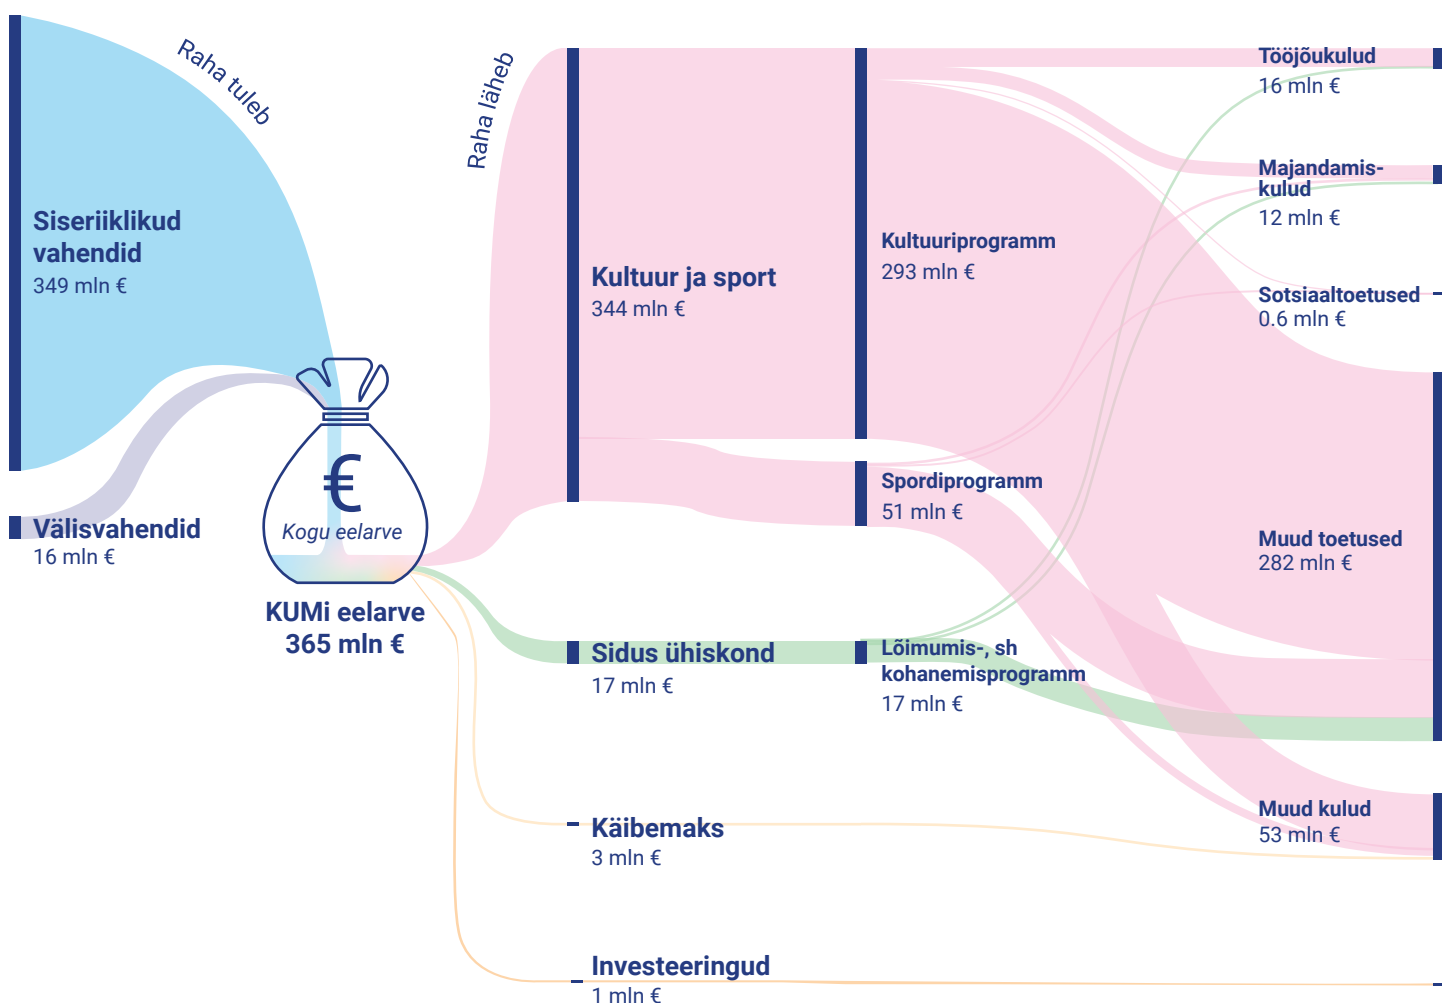 Raha tuleb
Siseriiklikud
vahendid
349 mln €
Välisvahendid
16 mln €
€
Kogu eelarve
KUMi eelarve
365 mln €
Raha läheb
Kultuur ja sport
344 mln €
Sidus ühiskond
17 mln €
Käibemaks
3 mln €
Investeeringud
1 mln €
Kultuuriprogramm
293 mln €
Spordiprogramm
51 mln €
Lõimumis-, sh
kohanemisprogramm
17 mln €
Tööjõukulud
16 mln €
Majandamis-
kulud
12 mln €
Sotsiaaltoetused
0.6 mln €
Muud toetused
282 mln €
Muud kulud
53 mln €